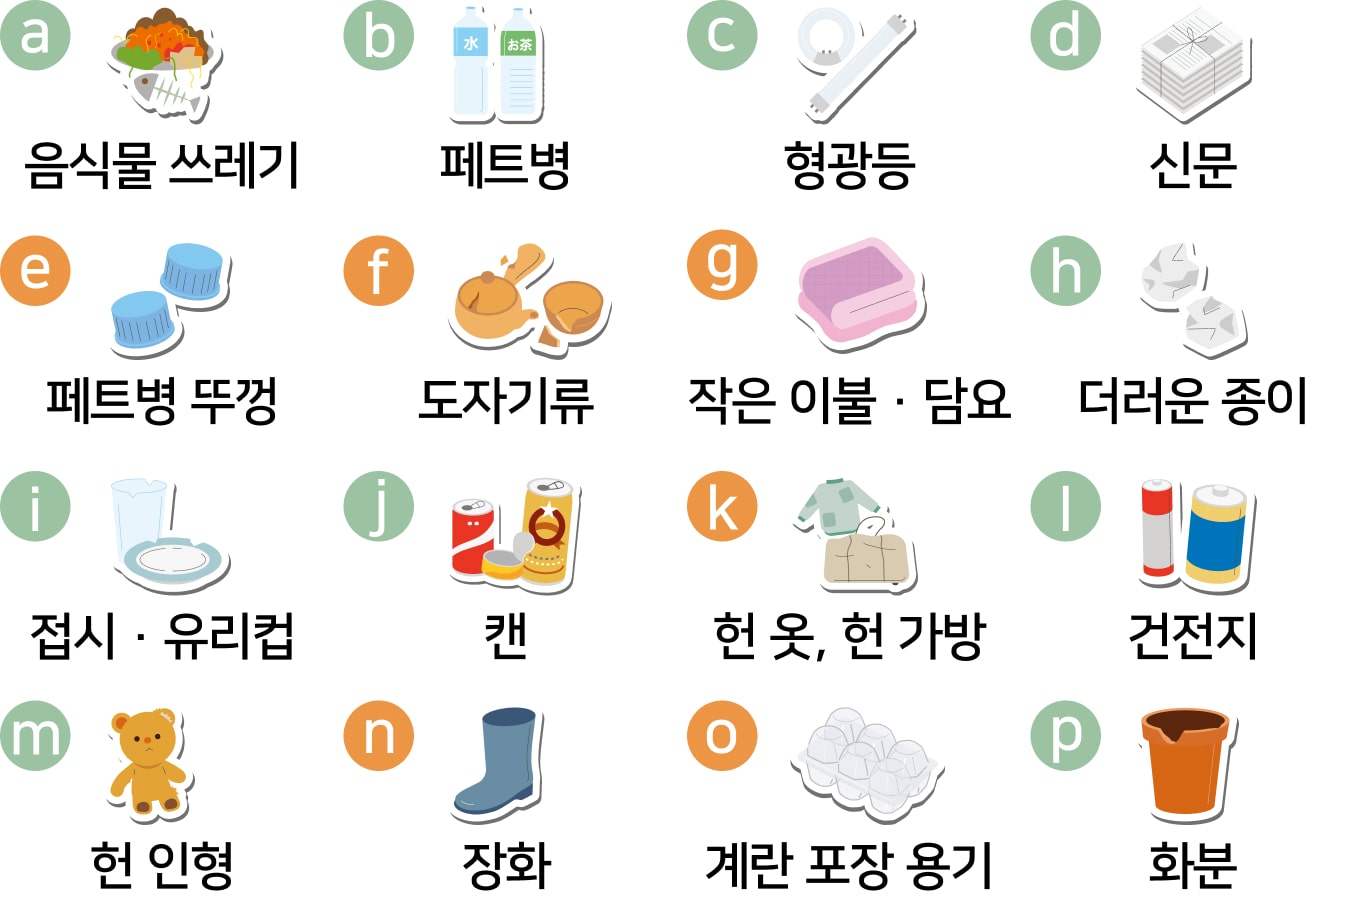 a b c d
水 お茶
음식물 쓰레기 페트병 형광등 신문
e f g h
페트병 뚜껑 도자기류 작은 이불 · 담요 더러운 종이
i j k l
접시 · 유리컵 캔 헌 옷, 헌 가방 건전지
m n o p
헌 인형 장화 계란 포장 용기 화분